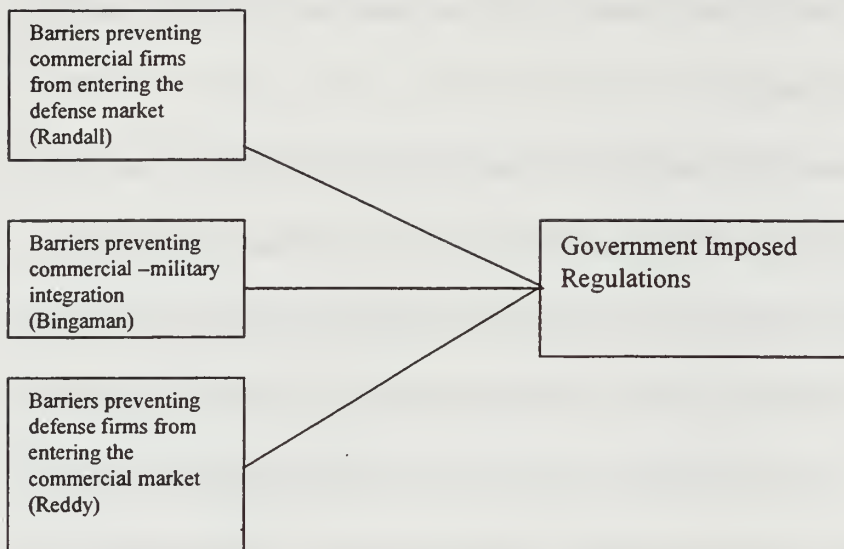 Barriers preventing
commercial firms
from entering the
defense market
(Randall)
Barriers preventing
commercial –military
integration
(Bingaman)
Barriers preventing
defense firms from
entering the
commercial market
(Reddy)
Government Imposed
Regulations